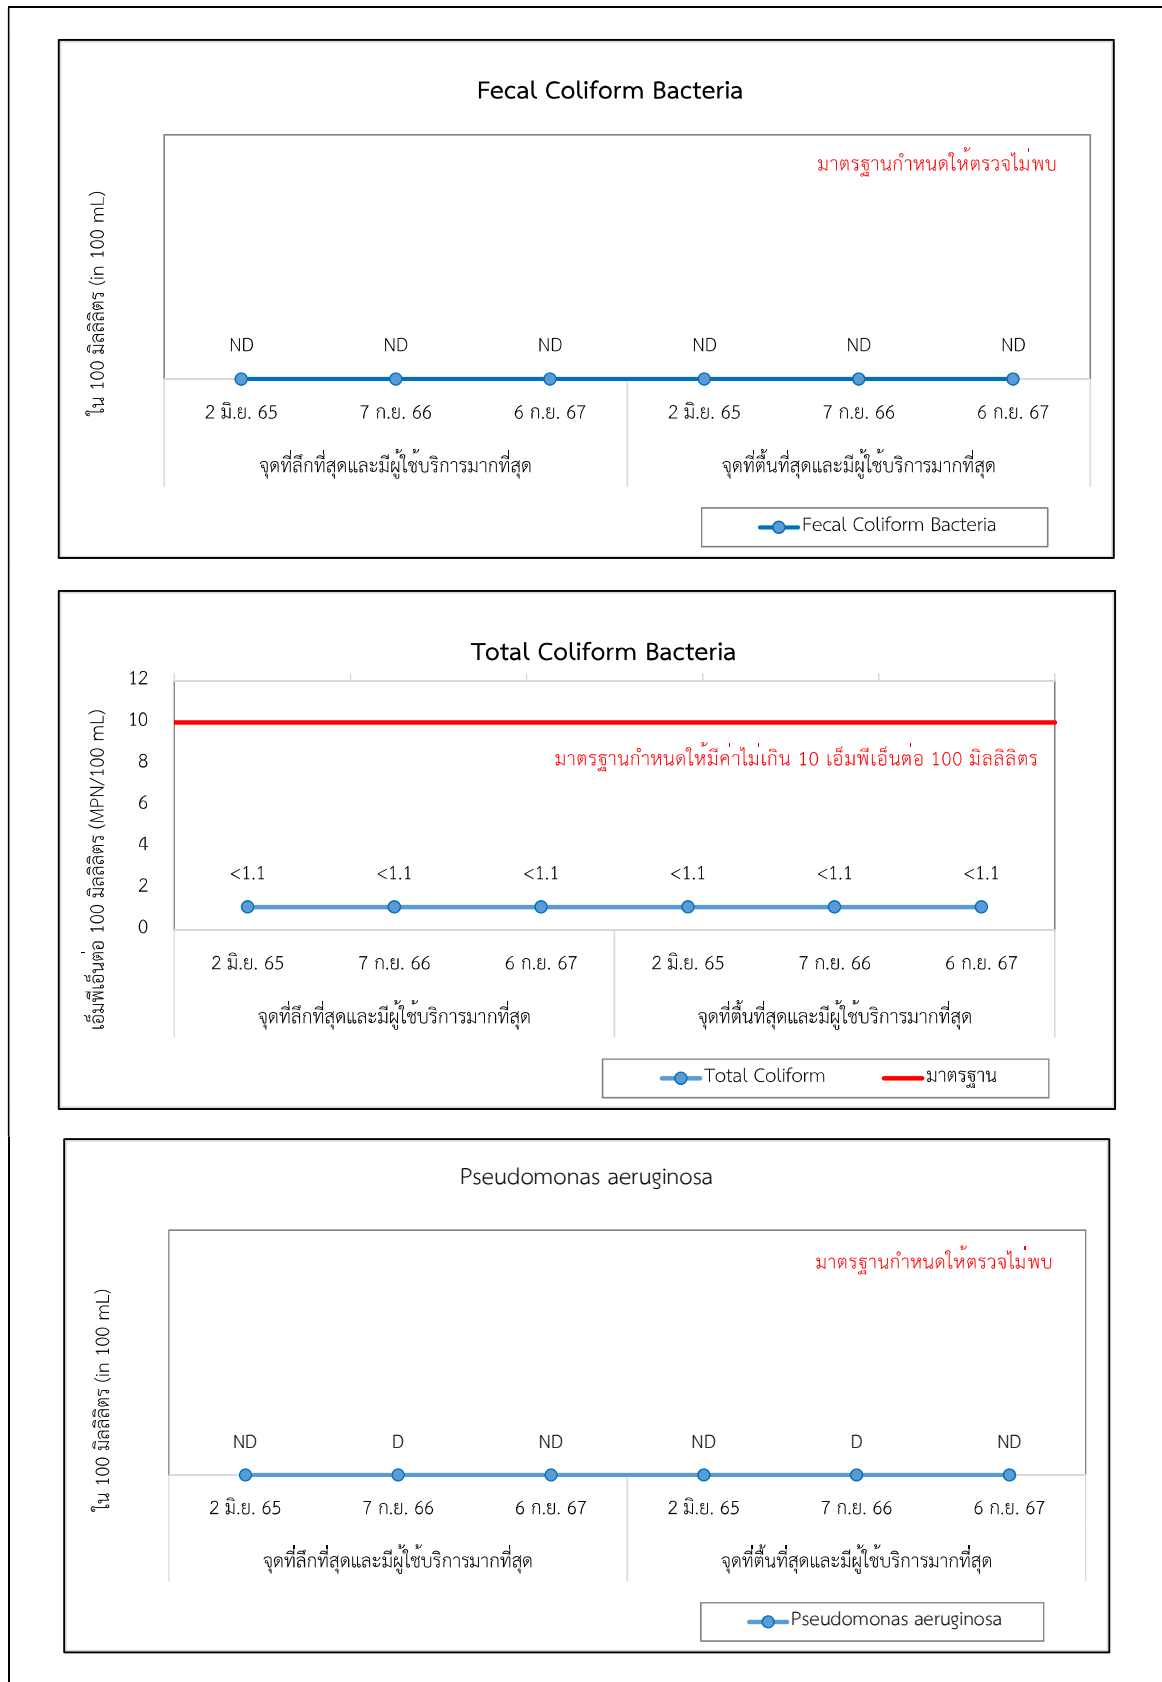 Fecal Coliform Bacteria
มาตรฐานกำหนดให้ตรวจไม่พบ
ใน 100 มิลลิลิตร (in 100 mL)
ND ND ND ND ND ND
2 มิ.ย. 65 7 ก.ย. 66 6 ก.ย. 67 2 มิ.ย. 65 7 ก.ย. 66 6 ก.ย. 67
จุดที่ลึกที่สุดและมีผู้ใช้บริการมากที่สุด จุดที่ตื้นที่สุดและมีผู้ใช้บริการมากที่สุด
Fecal Coliform Bacteria
Total Coliform Bacteria
12
10
มาตรฐานกำหนดให้มีค่าไม่เกิน 10 เอ็มพีเอ็นต่อ 100 มิลลิลิตร
8
6
4
2
0
เอ็มพีเอ็นต่อ 100 มิลลิลิตร (MPN/100 mL)
<1.1 <1.1 <1.1 <1.1 <1.1 <1.1
2 มิ.ย. 65 7 ก.ย. 66 6 ก.ย. 67 2 มิ.ย. 65 7 ก.ย. 66 6 ก.ย. 67
จุดที่ลึกที่สุดและมีผู้ใช้บริการมากที่สุด จุดที่ตื้นที่สุดและมีผู้ใช้บริการมากที่สุด
Total Coliform มาตรฐาน
Pseudomonas aeruginosa
มาตรฐานกำหนดให้ตรวจไม่พบ
ใน 100 มิลลิลิตร (in 100 mL)
ND D ND ND D ND
2 มิ.ย. 65 7 ก.ย. 66 6 ก.ย. 67 2 มิ.ย. 65 7 ก.ย. 66 6 ก.ย. 67
จุดที่ลึกที่สุดและมีผู้ใช้บริการมากที่สุด จุดที่ตื้นที่สุดและมีผู้ใช้บริการมากที่สุด
Pseudomonas aeruginosa